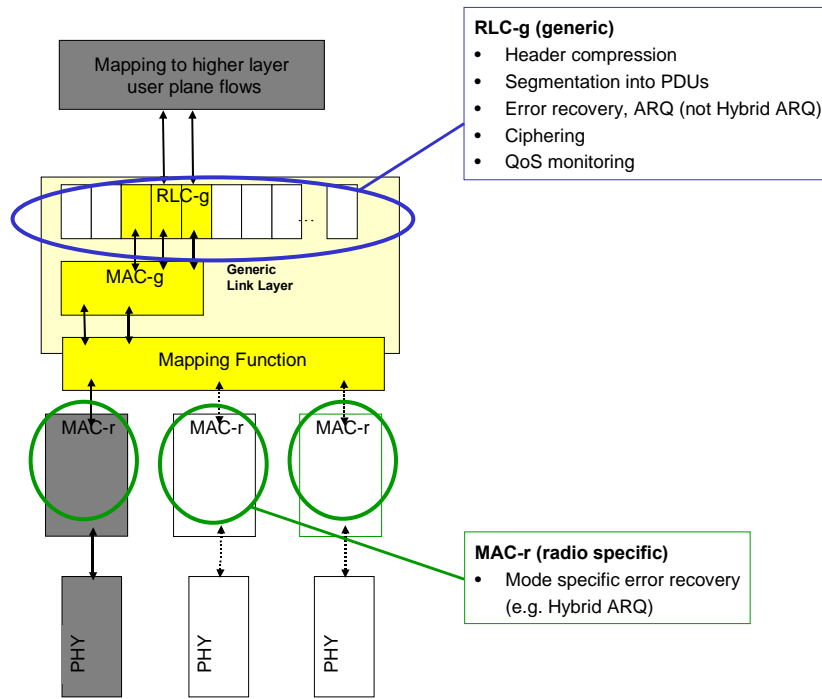 Mapping to higher layer
user plane flows
RLC-g
...
MAC-g
Generic
Link Layer
Mapping Function
MAC-r
MAC-r
MAC-r
PHY
PHY
PHY
RLC-g (generic)
• Header compression
• Segmentation into PDUs
• Error recovery, ARQ (not Hybrid ARQ)
• Ciphering
• QoS monitoring
MAC-r (radio specific)
• Mode specific error recovery
(e.g. Hybrid ARQ)